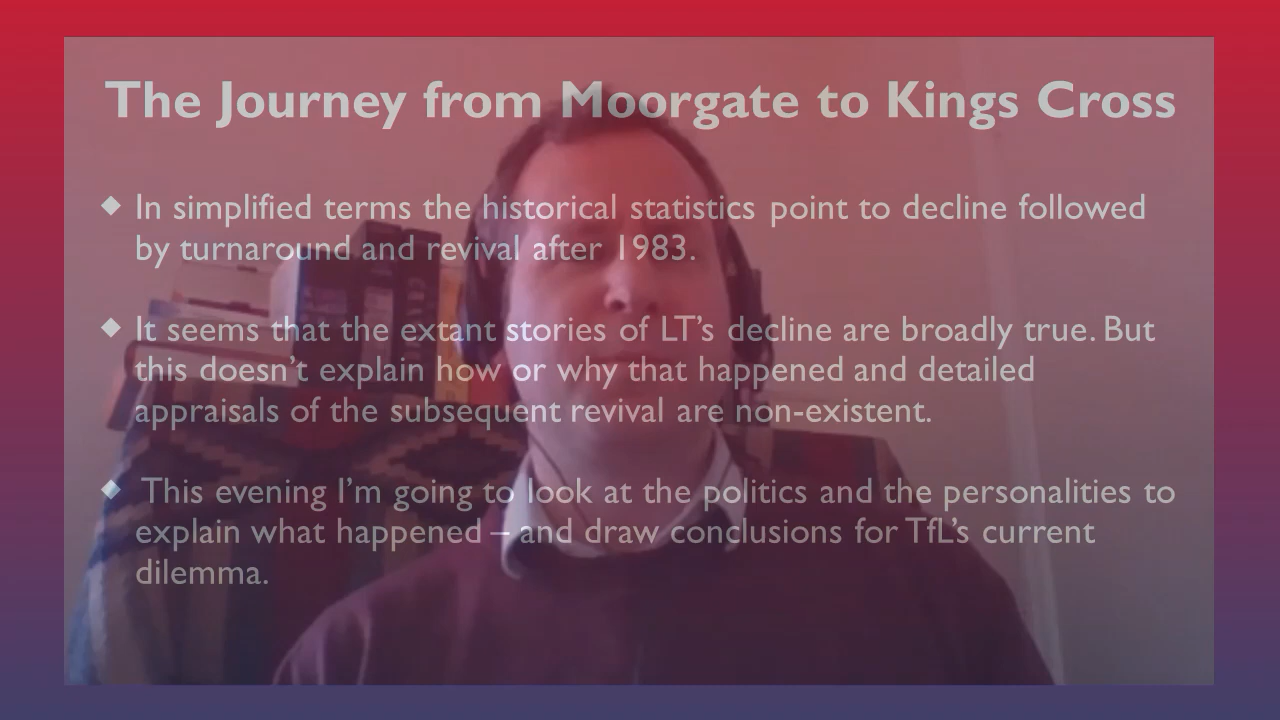 The Journey from Moorgate to Kings Cross
In simplified terms the historical statistics point to decline followed
by turnaround and revival after 1983.
It seems that the extant stories of LT’s decline are broadly true. But
this doesn’t explain how or why that happened and detailed
appraisals of the subsequent revival are non-existent.
This evening I’m going to look at the politics and the personalities to
explain what happened – and draw conclusions for TfL’s current
dilemma.